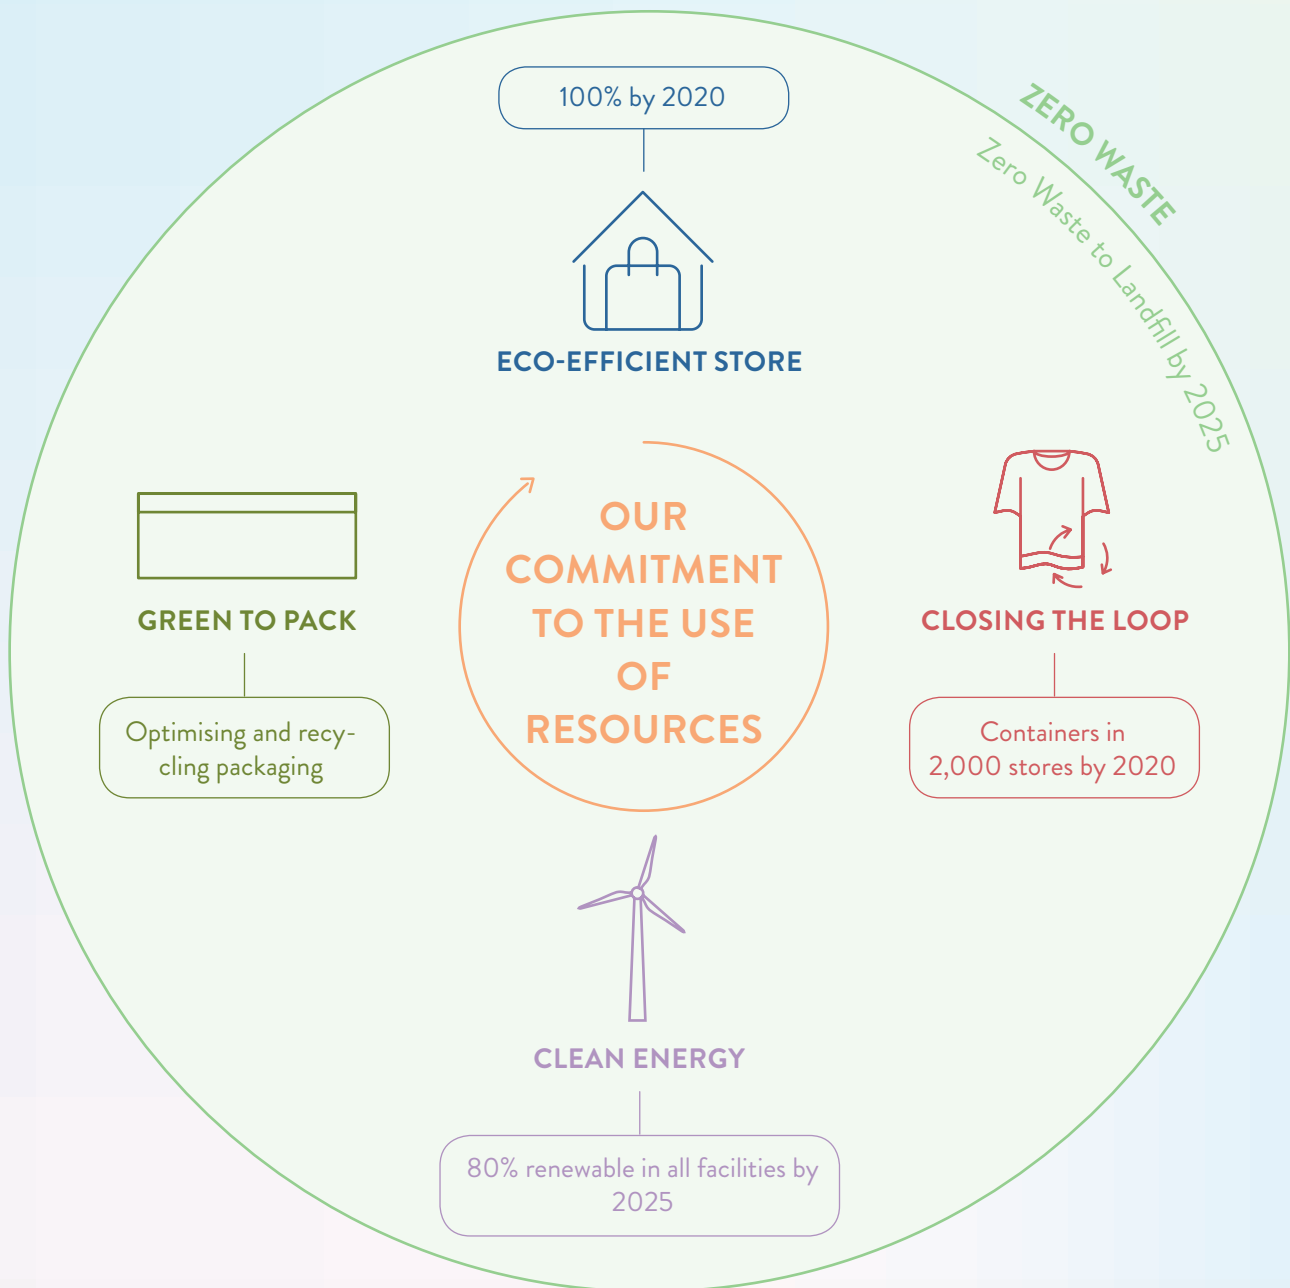 100% by 2020
ZERO WASTE
Zero Waste to Landfill by 2025
ECO-EFFICIENT STORE
OUR
COMMITMENT
TO THE USE
OF
RESOURCES
GREEN TO PACK
Optimising and recy-
cling packaging
CLOSING THE LOOP
Containers in
2,000 stores by 2020
CLEAN ENERGY
80% renewable in all facilities by
2025